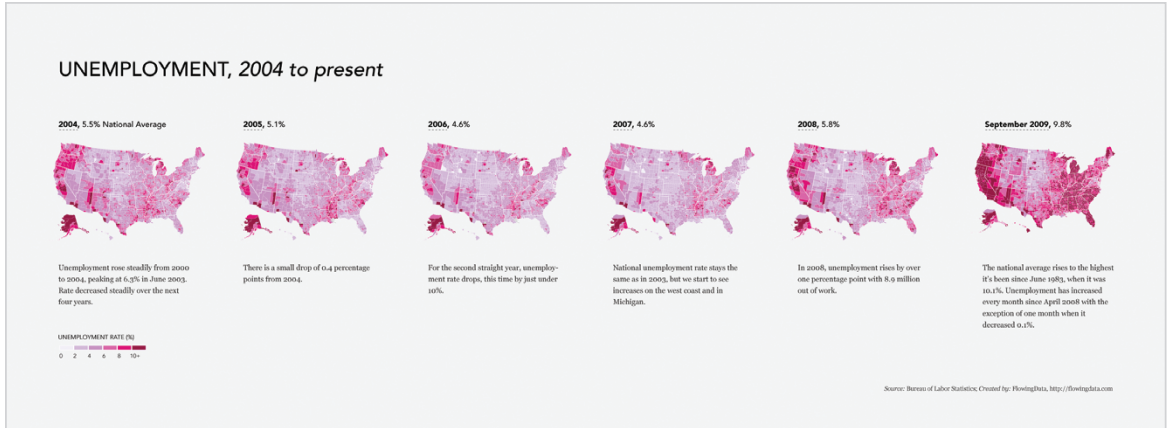 UNEMPLOYMENT, 2004 to present
2004, 5.5% National Average
Unemployment rose steadily from 2000
to 2004, peaking at 6.3% in June 2003.
Rate decreased steadily over the next
four years.
2005, 5.1%
There is a small drop of 0.4 percentage
points from 2004.
2006, 4.6%
For the second straight year, unemploy-
ment rate drops, this time by just under
10%.
2007, 4.6%
National unemployment rate stays the
same as in 2003, but we start to see
increases on the west coast and in
Michigan.
2008, 5.8%
In 2008, unemployment rises by over
one percentage point with 8.9 million
out of work.
September 2009, 9.8%
The national average rises to the highest
it's been since June 1983, when it was
10.1%. Unemployment has increased
every month since April 2008 with the
exception of one month when it
decreased 0.1%.
UNEMPLOYMENT RATE (%)
0 2 4 6 8 10+
Source: Bureau of Labor Statistics; Created by: FlowingData, http://flowingdata.com